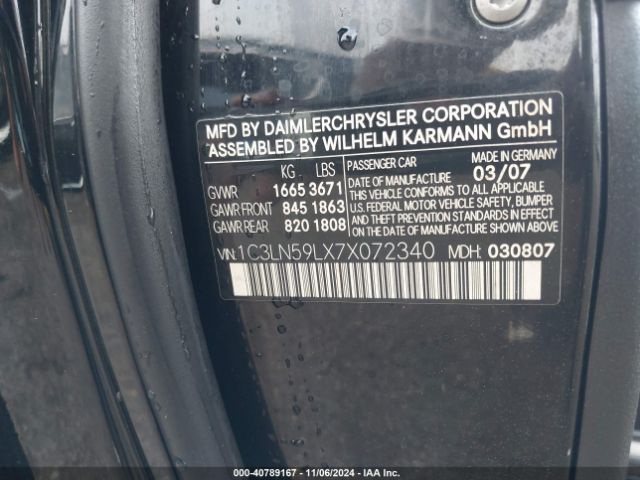 MFD BY DAIMLERCHRYSLER CORPORATION
ASSEMBLED BY WILHELM KARMANN GmbH
KG LBS
GVWR 1665 3671
GAWR FRONT 845 1863
GAWR REAR 820 1808
PASSENGER CAR MADE IN GERMANY
DATE OF MANUFACTURE 03/07
THIS VEHICLE CONFORMS TO ALL APPLICABLE
U.S. FEDERAL MOTOR VEHICLE SAFETY, BUMPER
AND THEFT PREVENTION STANDARDS IN EFFECT
ON THE DATE OF MANUFACTURE SHOWN ABOVE
VIN: 1C3LN59LX7X072340 MDH: 030807
000-40789167 - 11/06/2024 - IAA Inc.